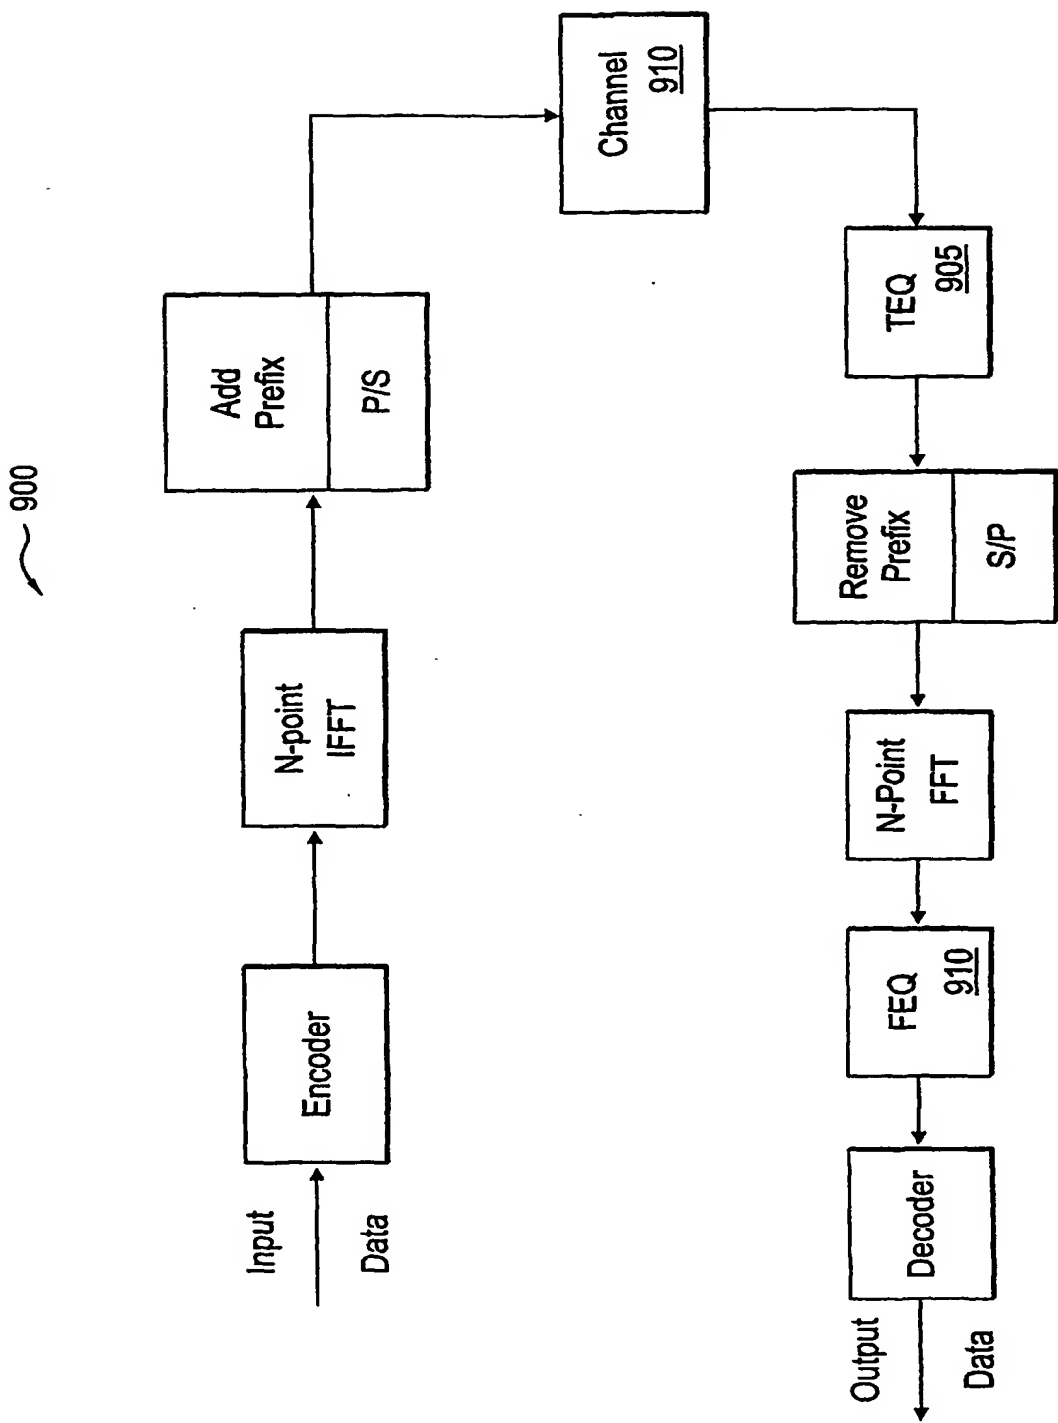 900
Input
Data
Encoder
N-point
IFFT
Add
Prefix
P/S
Channel
910
TEQ
905
Remove
Prefix
S/P
N-Point
FFT
FEQ
910
Decoder
Output
Data